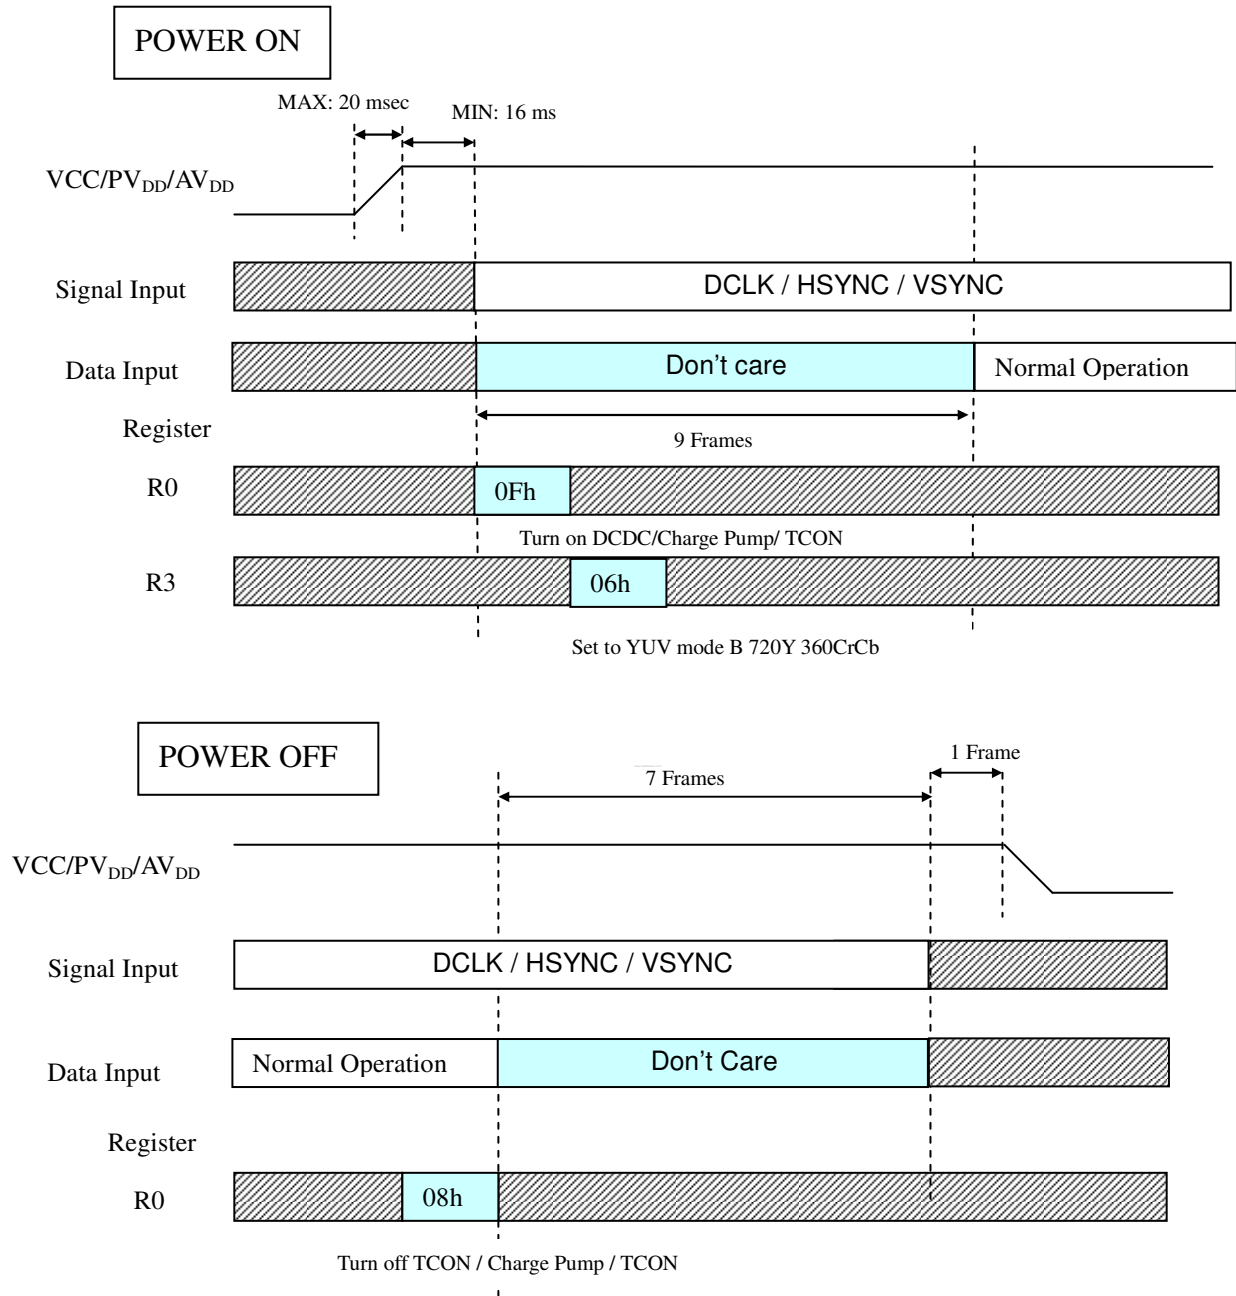 POWER ON
MAX: 20 msec
MIN: 16 ms
VCC/PVDD/AVDD
Signal Input
DCLK / HSYNC / VSYNC
Data Input
Don't care
Normal Operation
Register
9 Frames
R0
0Fh
Turn on DCDC/Charge Pump/ TCON
R3
06h
Set to YUV mode B 720Y 360CrCb
POWER OFF
1 Frame
7 Frames
VCC/PVDD/AVDD
Signal Input
DCLK / HSYNC / VSYNC
Data Input
Normal Operation
Don't Care
Register
R0
08h
Turn off TCON / Charge Pump / TCON